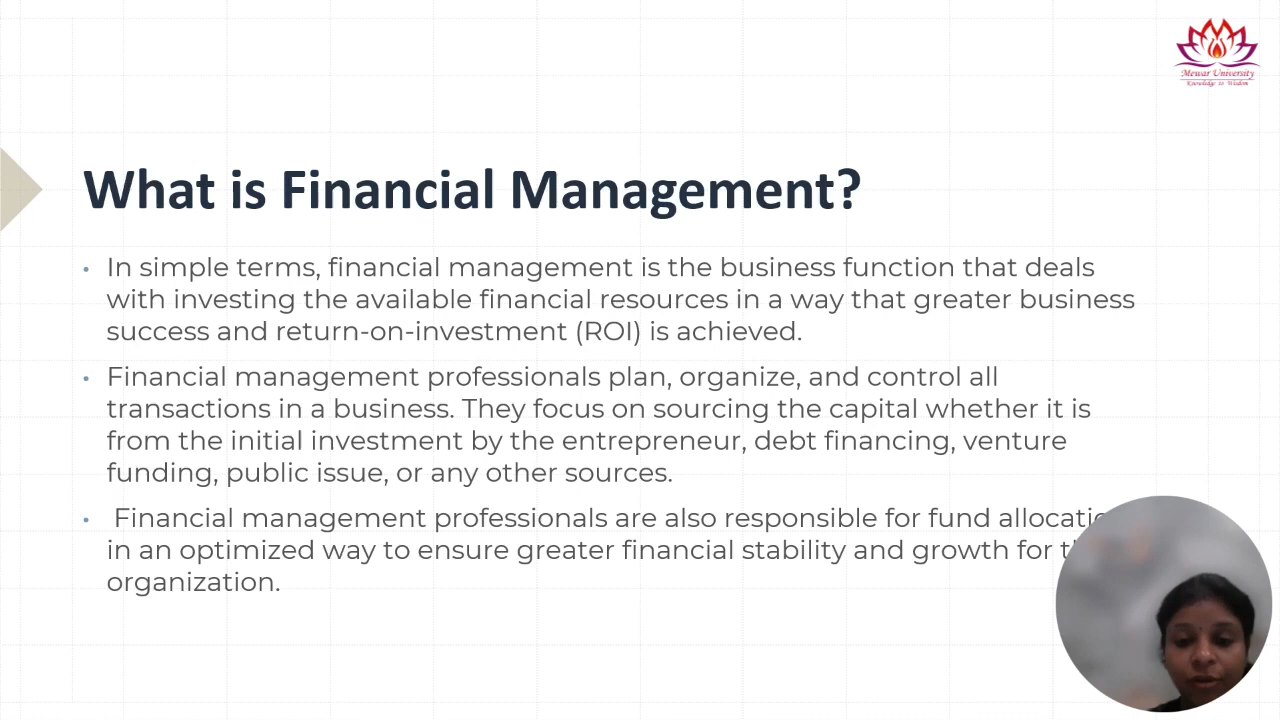 Mewar University
Knowledge to Wisdom
What is Financial Management?
• In simple terms, financial management is the business function that deals
with investing the available financial resources in a way that greater business
success and return-on-investment (ROI) is achieved.
• Financial management professionals plan, organize, and control all
transactions in a business. They focus on sourcing the capital whether it is
from the initial investment by the entrepreneur, debt financing, venture
funding, public issue, or any other sources.
• Financial management professionals are also responsible for fund
in an optimized way to ensure greater financial stability and growth for
organization.